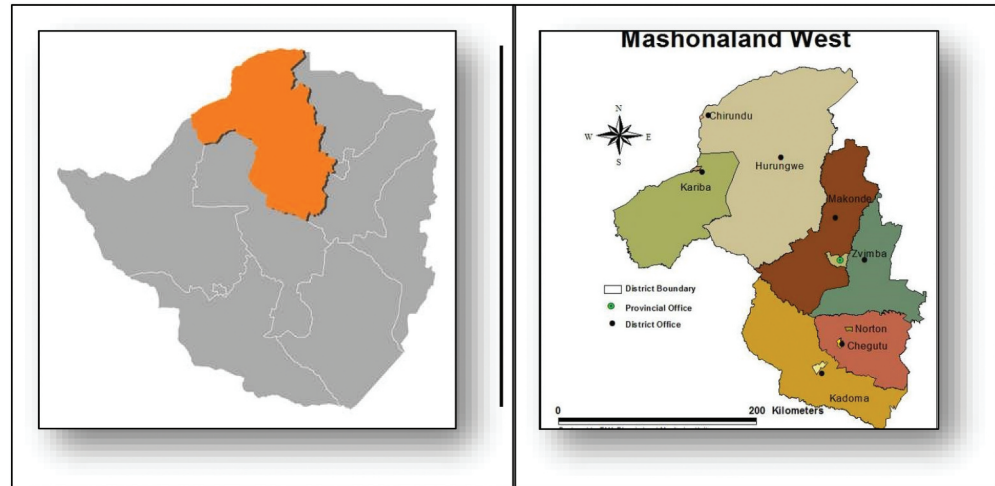 Mashonaland West
N
W E
S
Chirundu
Hurungwe
Kariba
Makonde
Zvimba
District Boundary
Provincial Office
District Office
Norton
Chegutu
Kadoma
0 200 Kilometers